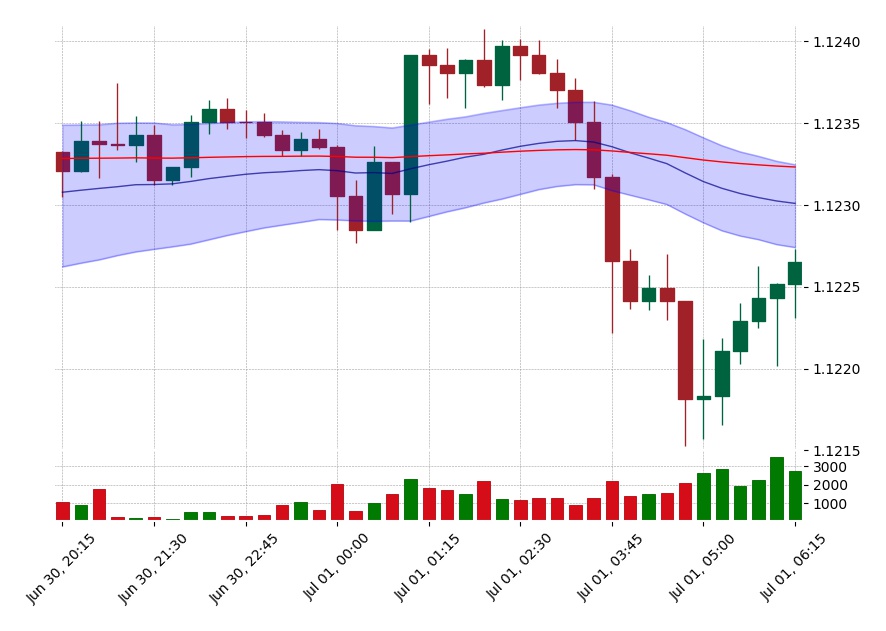 1.1240
1.1235
1.1230
1.1225
1.1220
1.1215
3000
2000
1000
Jun 30, 20:15
Jun 30, 21:30
Jun 30, 22:45
Jul 01, 00:00
Jul 01, 01:15
Jul 01, 02:30
Jul 01, 03:45
Jul 01, 05:00
Jul 01, 06:15